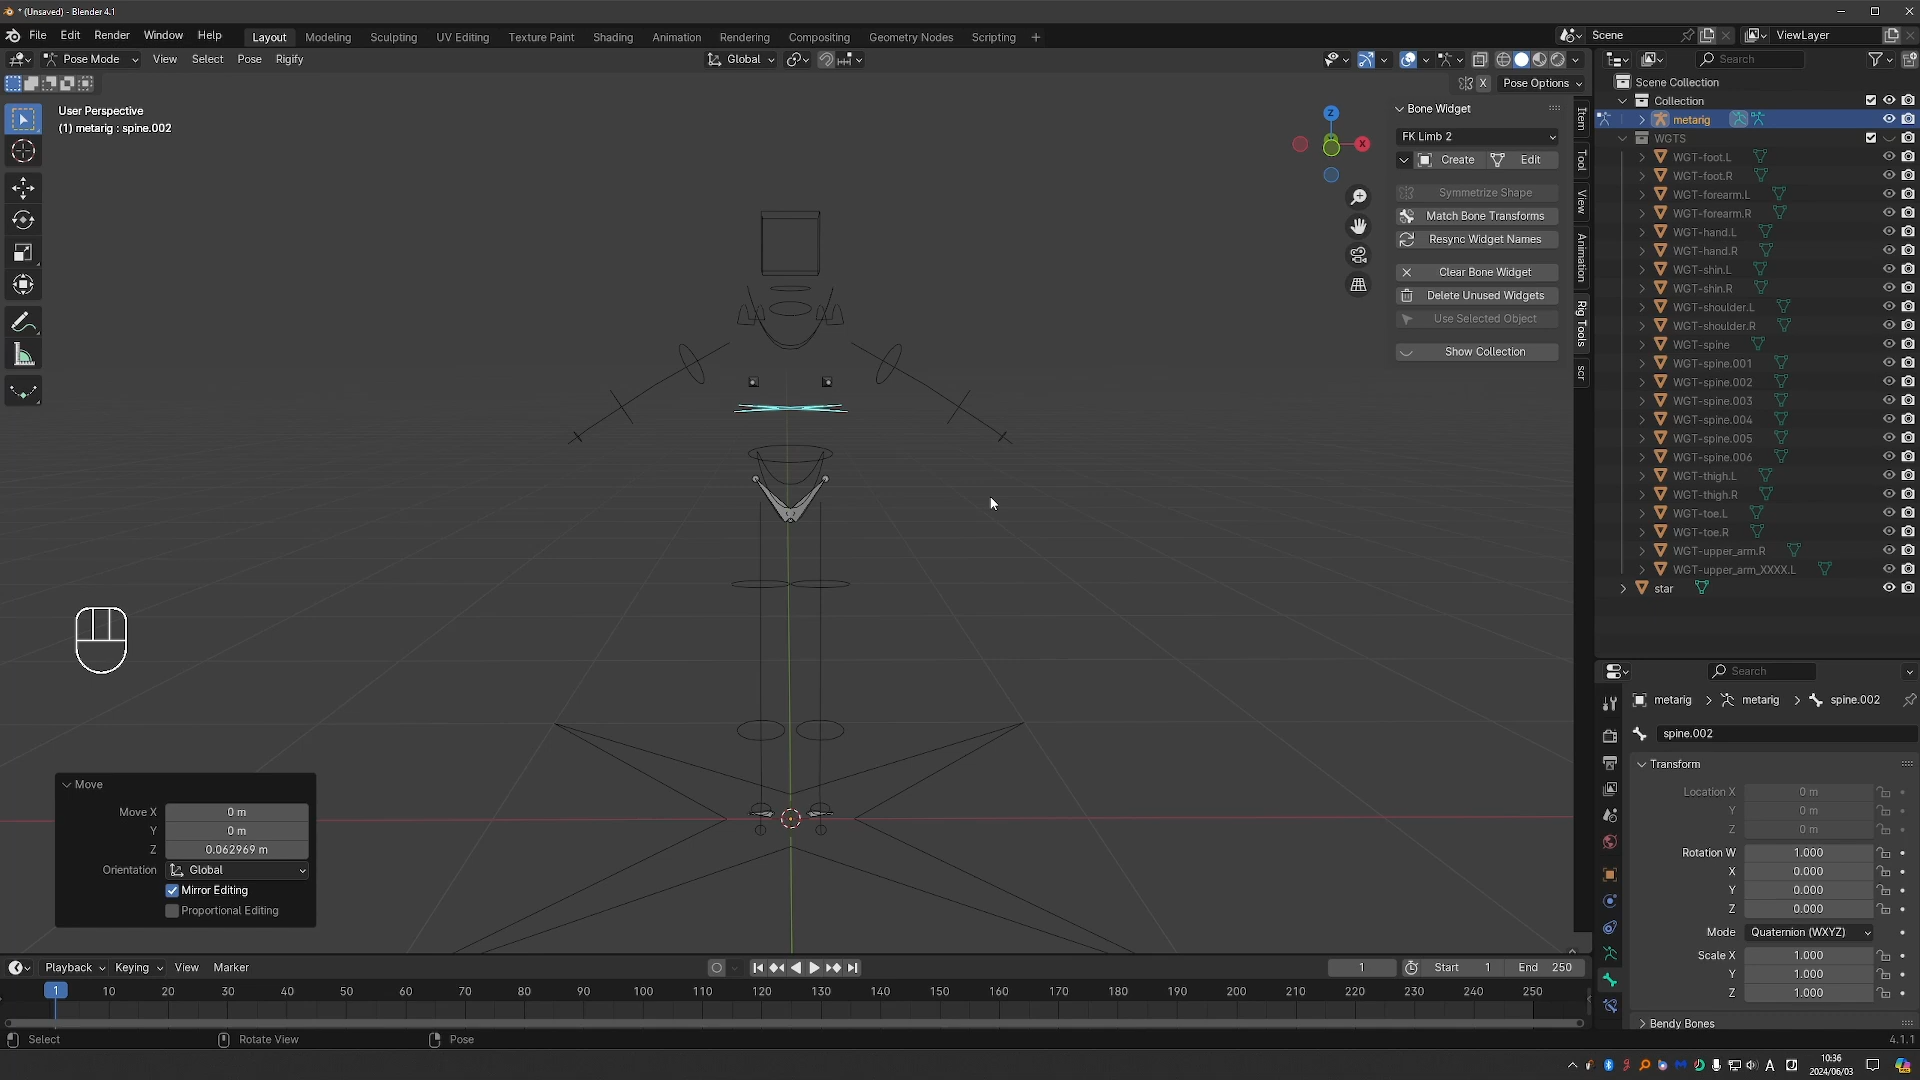 * (Unsaved) - Blender 4.1
File Edit Render Window Help Layout Modeling Sculpting UV Editing Texture Paint Shading Animation Rendering Compositing Geometry Nodes Scripting + Scene ViewLayer
Pose Mode View Select Pose Rigify Global Search
X Pose Options
User Perspective
(1) metarig : spine.002
Z
X
Bone Widget
FK Limb 2
Create Edit
Symmetrize Shape
Match Bone Transforms
Resync Widget Names
Clear Bone Widget
Delete Unused Widgets
Use Selected Object
Show Collection
Item
Tool
View
Animation
Rig Tools
scr
Scene Collection
Collection
metarig
WGTS
WGT-foot.L
WGT-foot.R
WGT-forearm.L
WGT-forearm.R
WGT-hand.L
WGT-hand.R
WGT-shin.L
WGT-shin.R
WGT-shoulder.L
WGT-shoulder.R
WGT-spine
WGT-spine.001
WGT-spine.002
WGT-spine.003
WGT-spine.004
WGT-spine.005
WGT-spine.006
WGT-thigh.L
WGT-thigh.R
WGT-toe.L
WGT-toe.R
WGT-upper_arm.R
WGT-upper_arm_XXXX.L
star
Search
metarig metarig spine.002
spine.002
Transform
Location X 0 m
Y 0 m
Z 0 m
Rotation W 1.000
X 0.000
Y 0.000
Z 0.000
Mode Quaternion (WXYZ)
Scale X 1.000
Y 1.000
Z 1.000
Bendy Bones
Move
Move X 0 m
Y 0 m
Z 0.062969 m
Orientation Global
Mirror Editing
Proportional Editing
Playback Keying View Marker 1 Start 1 End 250
1 10 20 30 40 50 60 70 80 90 100 110 120 130 140 150 160 170 180 190 200 210 220 230 240 250
Select Rotate View Pose 4.1.1
A 10:36
2024/06/03